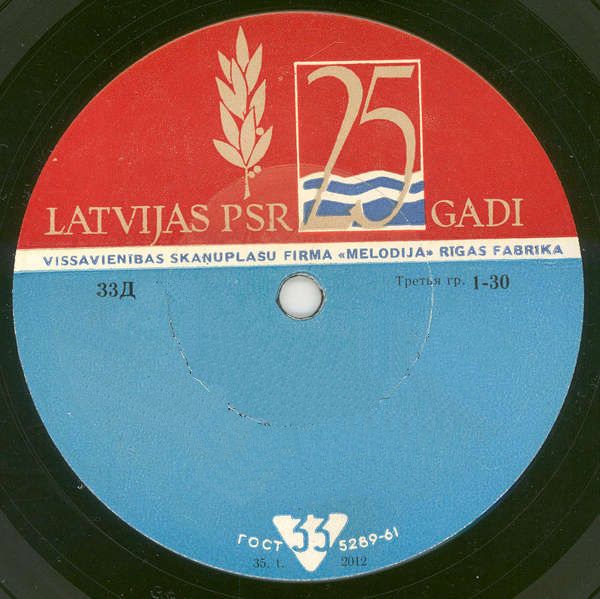 25
LATVIJAS PSR GADI
VISSAVIENĪBAS SKAŅUPLAŠU FIRMA «MELODIJA» RĪGAS FABRIKA
33Д Третья гр. 1-30
ГОСТ 33 5289-61
35. t. 2012